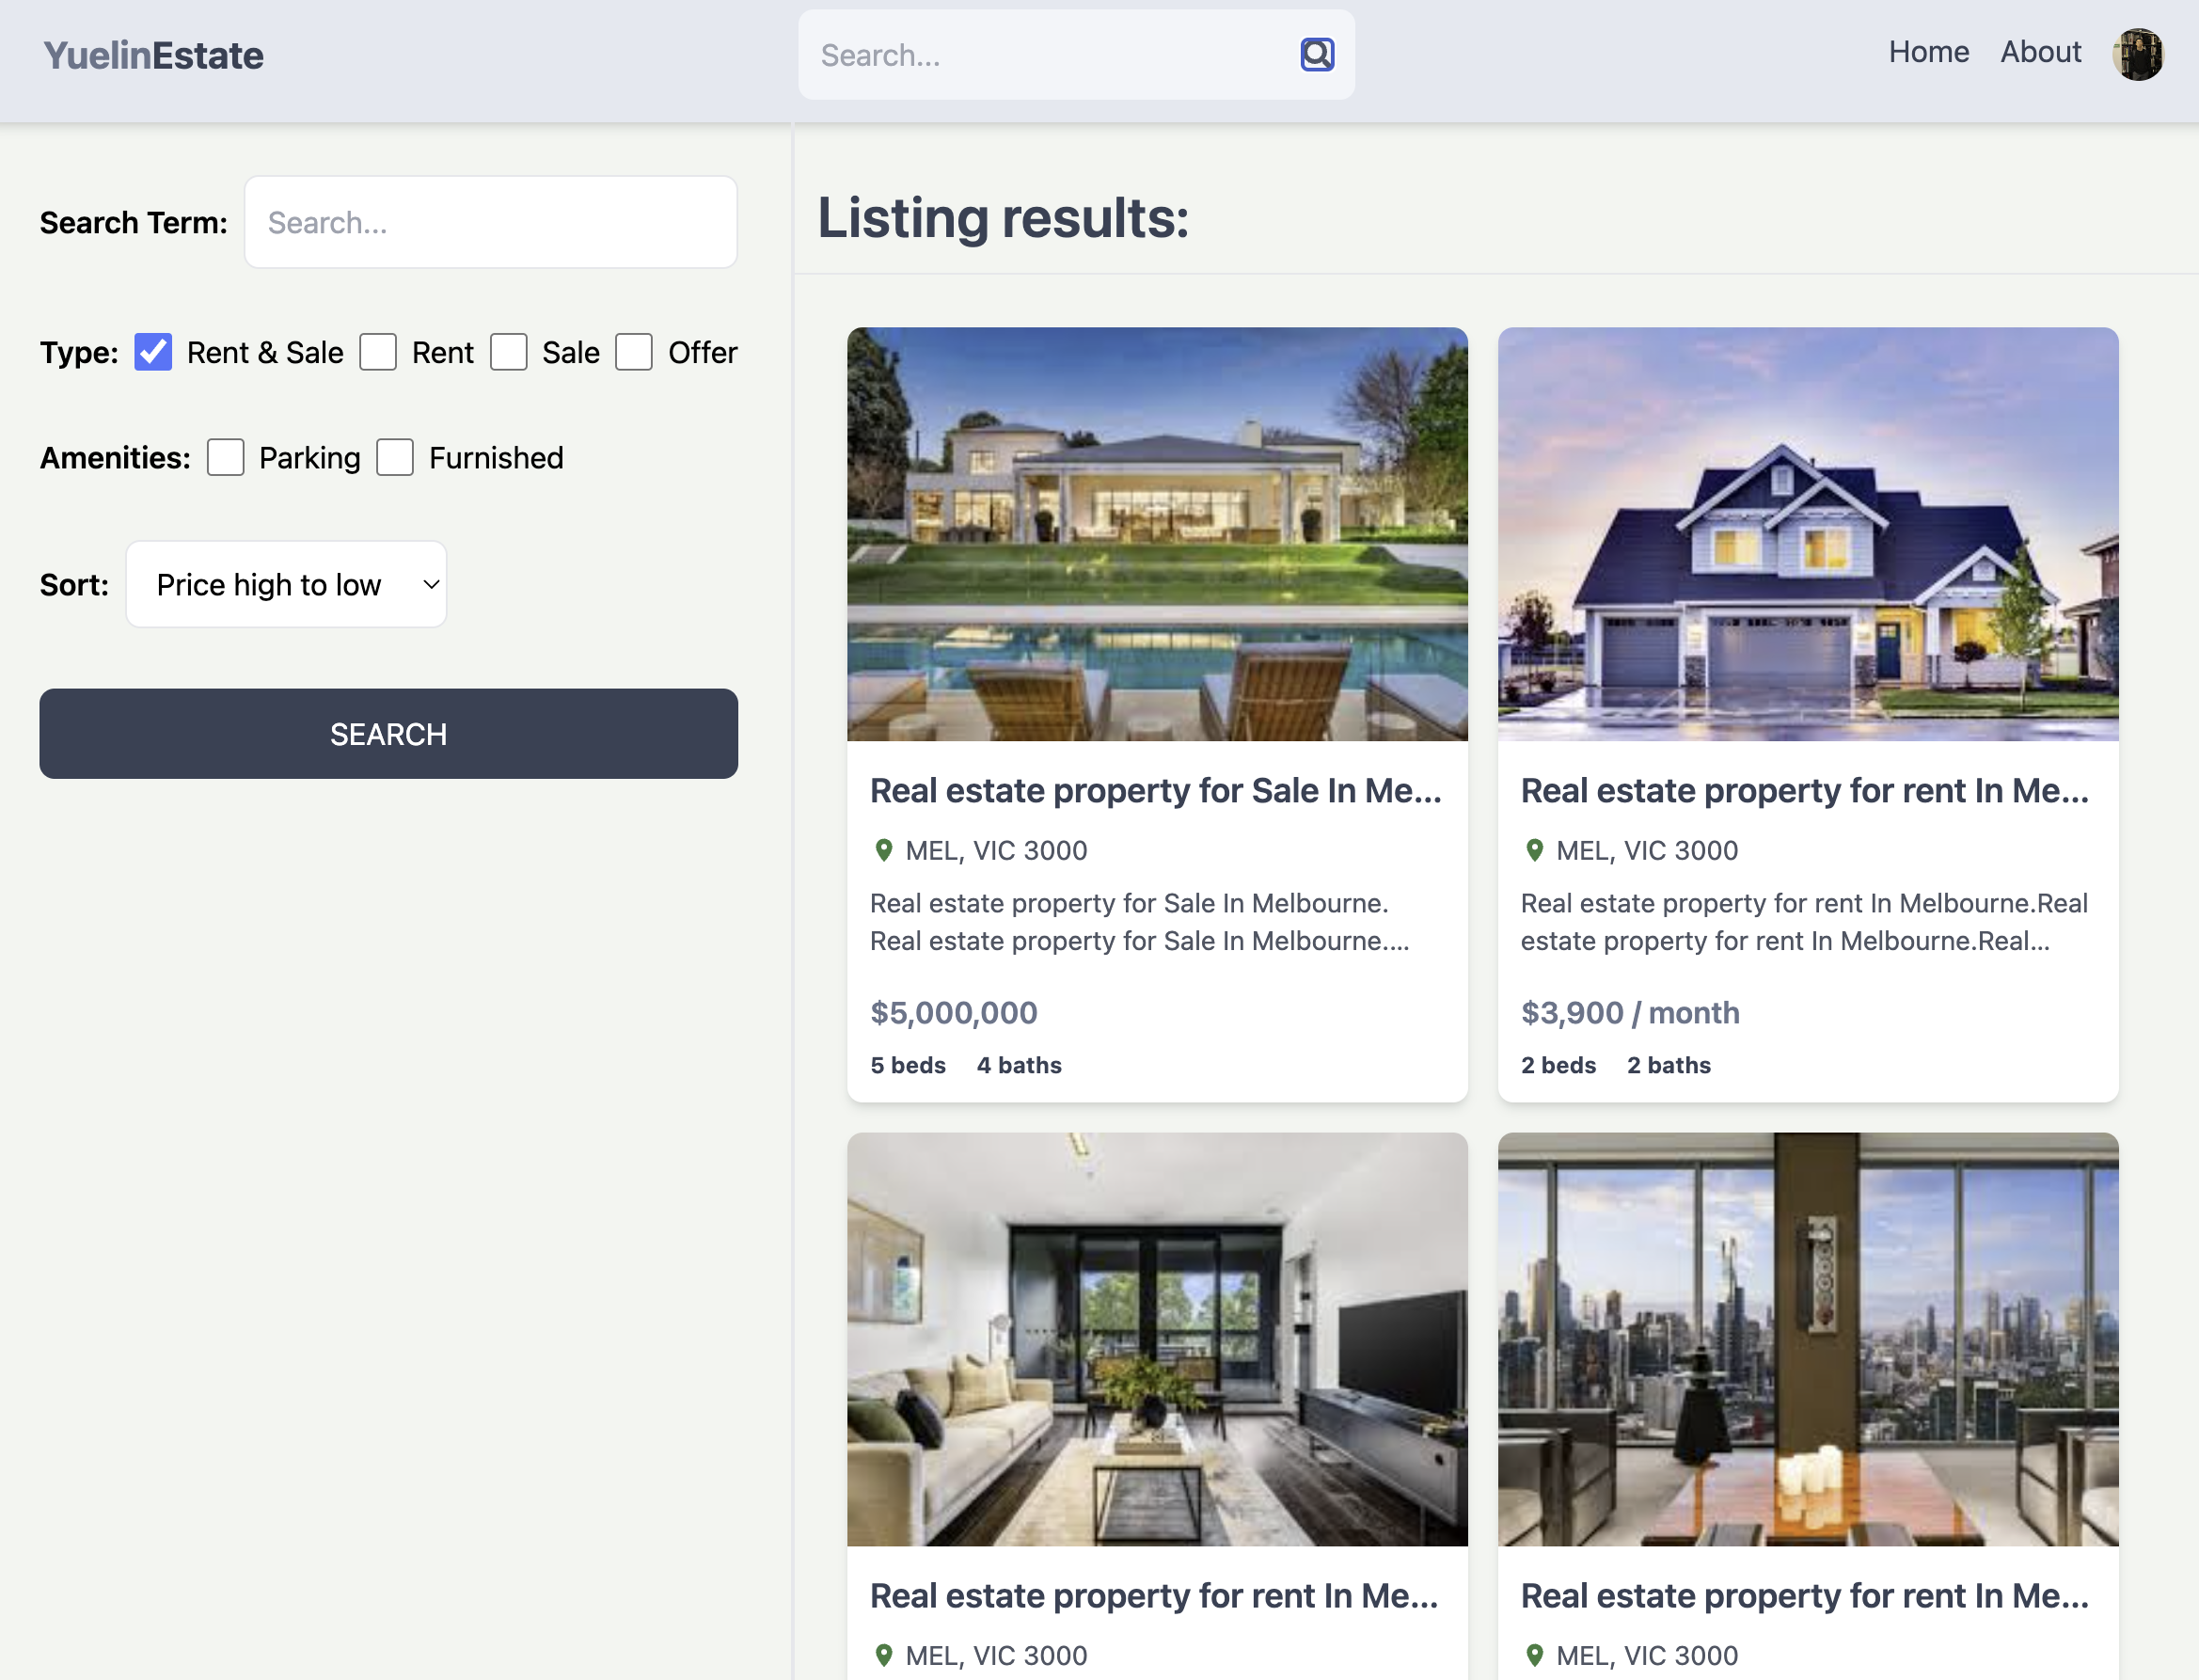 YuelinEstate
Search...
Home About
Search Term: Search...
Type: Rent & Sale Rent Sale Offer
Amenities: Parking Furnished
Sort: Price high to low
SEARCH
Listing results:
Real estate property for Sale In Me...
MEL, VIC 3000
Real estate property for Sale In Melbourne.
Real estate property for Sale In Melbourne....
$5,000,000
5 beds 4 baths
Real estate property for rent In Me...
MEL, VIC 3000
Real estate property for rent In Melbourne.Real
estate property for rent In Melbourne.Real...
$3,900 / month
2 beds 2 baths
Real estate property for rent In Me...
MEL, VIC 3000
Real estate property for rent In Me...
MEL, VIC 3000